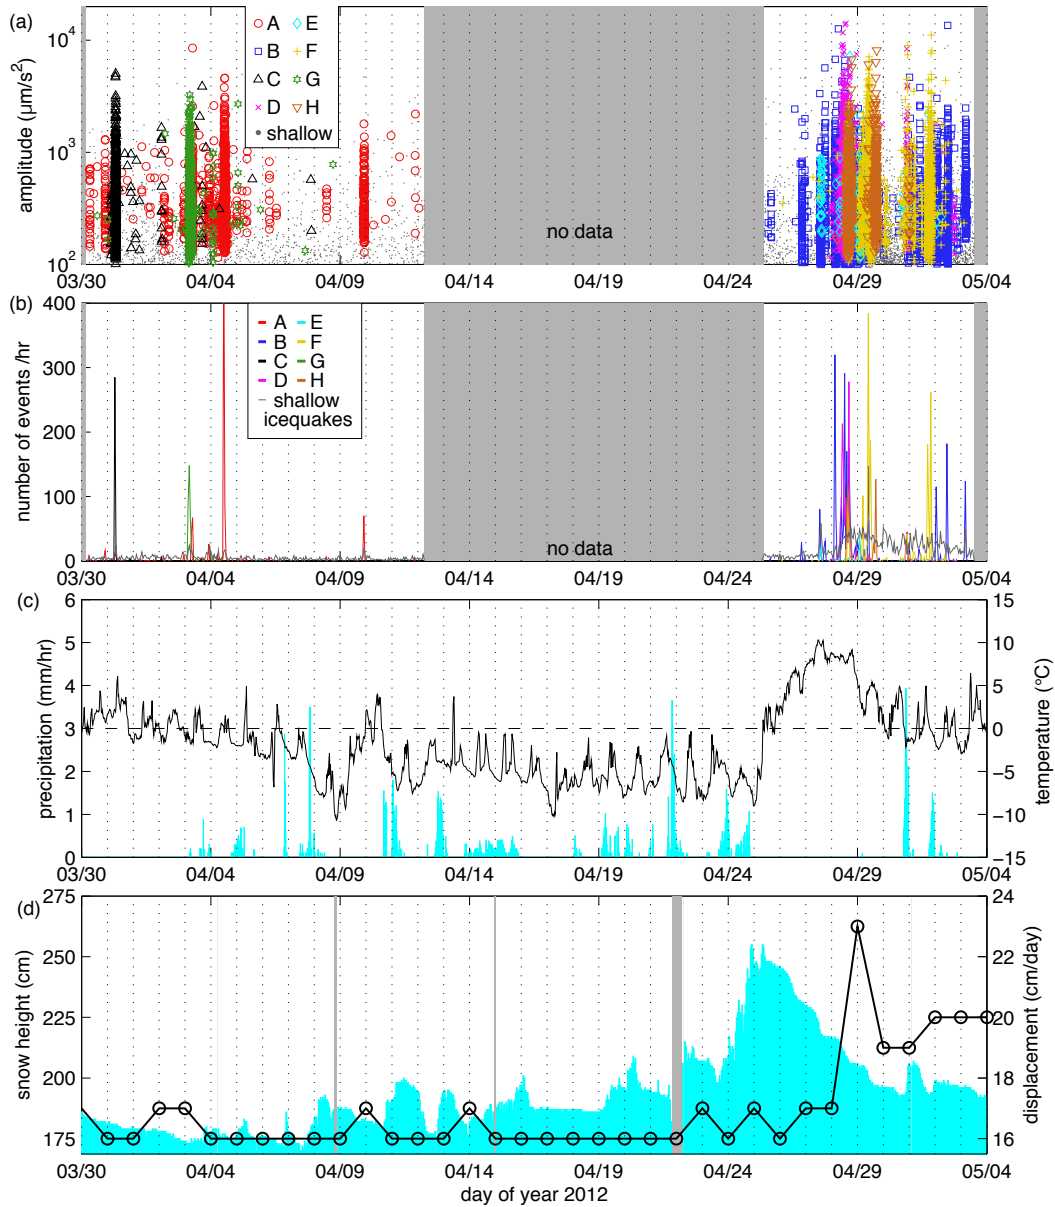 (a)
10⁴
10³
10²
amplitude (μm/s²)
A E
B F
C G
D H
shallow
no data
03/30 04/04 04/09 04/14 04/19 04/24 04/29 05/04
(b)
400
300
200
100
0
number of events /hr
A E
B F
C G
D H
shallow
icequakes
no data
03/30 04/04 04/09 04/14 04/19 04/24 04/29 05/04
(c)
6 15
5 10
4 5
3 0
2 −5
1 −10
0 −15
precipitation (mm/hr)
temperature (°C)
03/30 04/04 04/09 04/14 04/19 04/24 04/29 05/04
(d)
275 24
250 22
225 20
200 18
175 16
snow height (cm)
displacement (cm/day)
03/30 04/04 04/09 04/14 04/19 04/24 04/29 05/04
day of year 2012